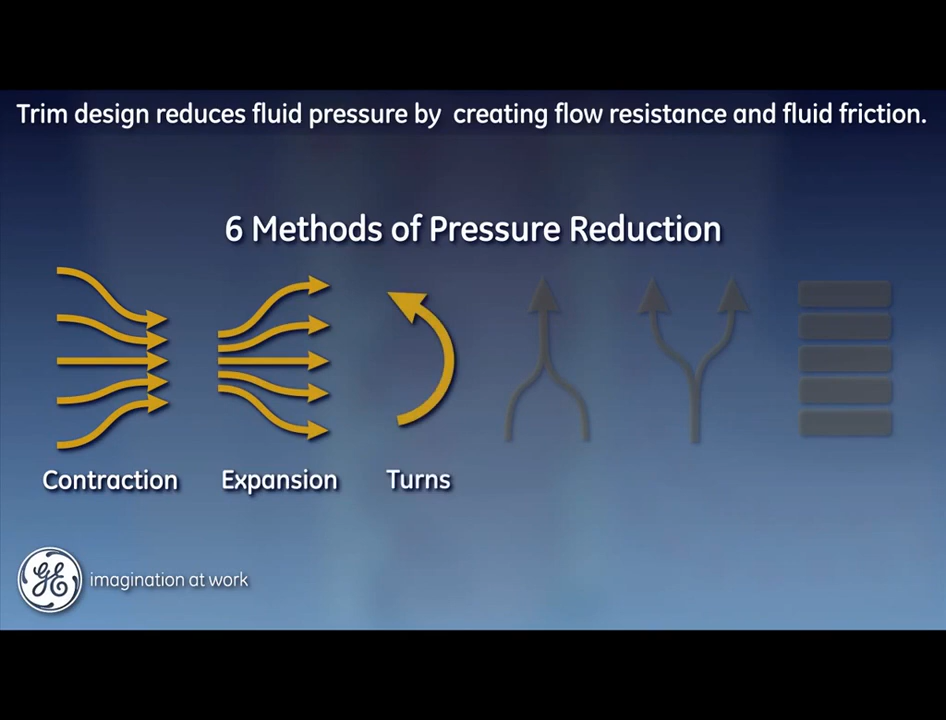 Trim design reduces fluid pressure by creating flow resistance and fluid friction.
6 Methods of Pressure Reduction
Contraction Expansion Turns
GE imagination at work